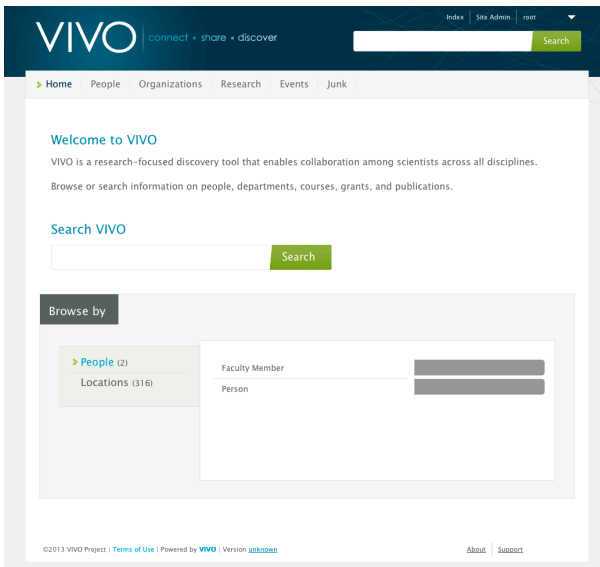 Index Site Admin root
VIVO connect • share • discover
Search
Home People Organizations Research Events Junk
Welcome to VIVO
VIVO is a research-focused discovery tool that enables collaboration among scientists across all disciplines.
Browse or search information on people, departments, courses, grants, and publications.
Search VIVO
Search
Browse by
People (2)
Locations (316)
Faculty Member
Person
©2013 VIVO Project | Terms of Use | Powered by VIVO | Version unknown
About Support